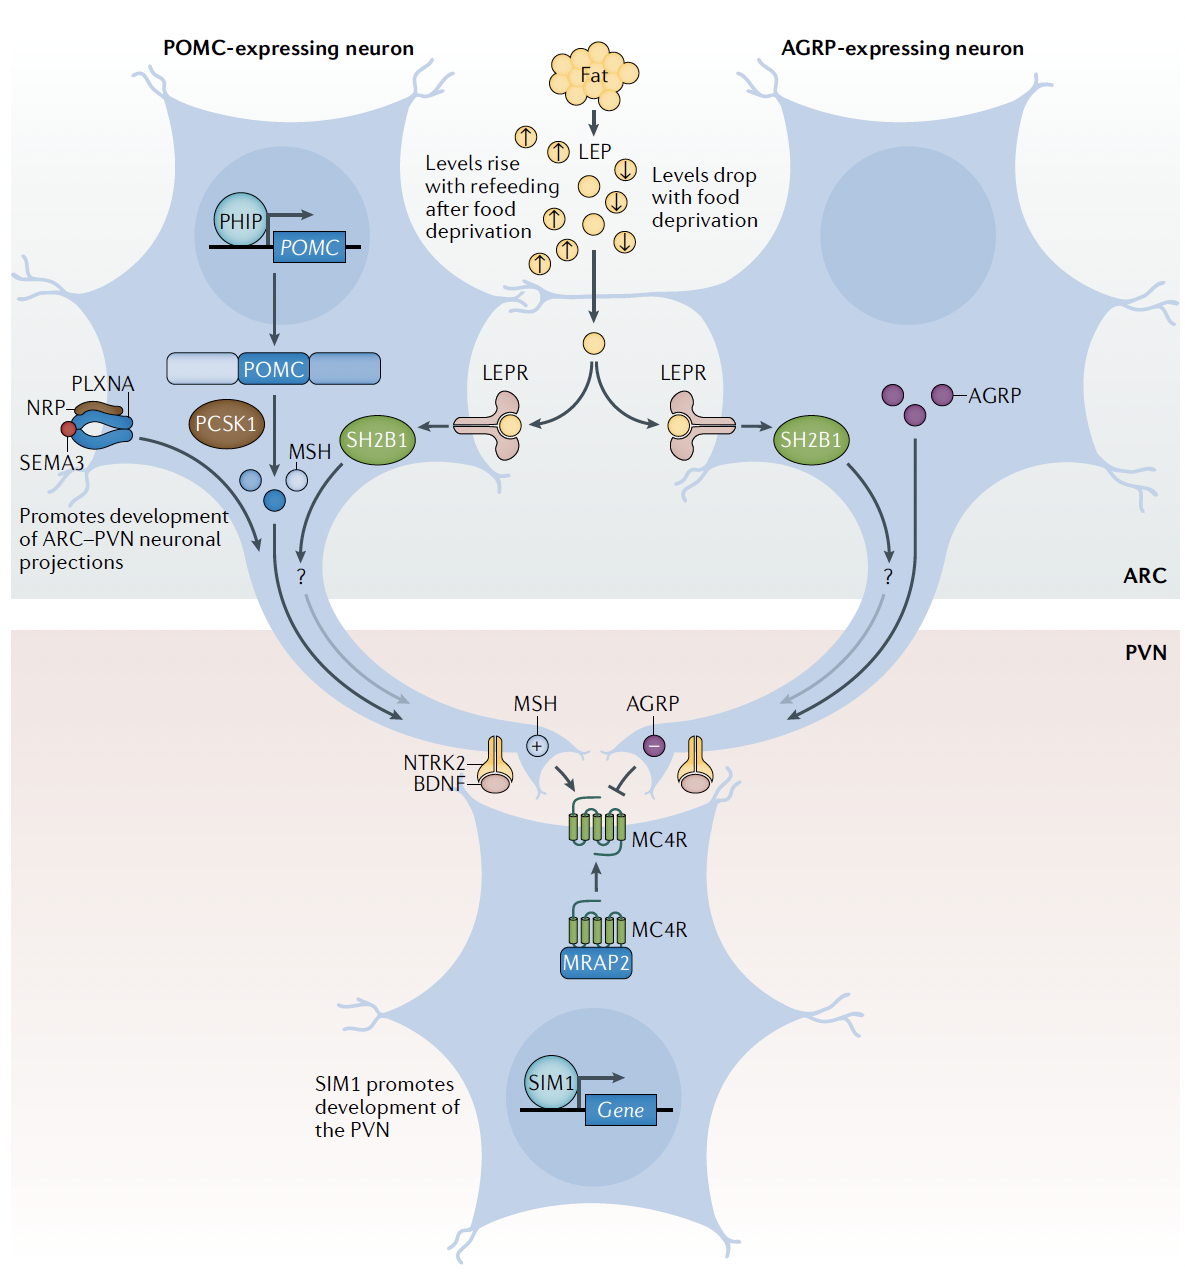 POMC-expressing neuron
AGRP-expressing neuron
Fat
LEP
Levels rise
with refeeding
after food
deprivation
Levels drop
with food
deprivation
PHIP
POMC
POMC
PLXNA
NRP
SEMA3
PCSK1
MSH
SH2B1
LEPR
LEPR
SH2B1
AGRP
Promotes development
of ARC–PVN neuronal
projections
?
?
ARC
PVN
MSH
+
AGRP
−
NTRK2
BDNF
MC4R
MC4R
MRAP2
SIM1 promotes
development of
the PVN
SIM1
Gene